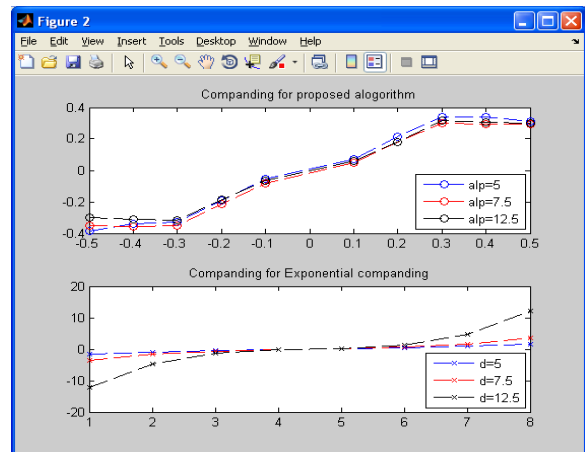 Figure 2
File Edit View Insert Tools Desktop Window Help
Companding for proposed alogorithm
0.4
0.2
0
-0.2
-0.4
-0.5 -0.4 -0.3 -0.2 -0.1 0 0.1 0.2 0.3 0.4 0.5
alp=5
alp=7.5
alp=12.5
Companding for Exponential companding
20
10
0
-10
-20
1 2 3 4 5 6 7 8
d=5
d=7.5
d=12.5